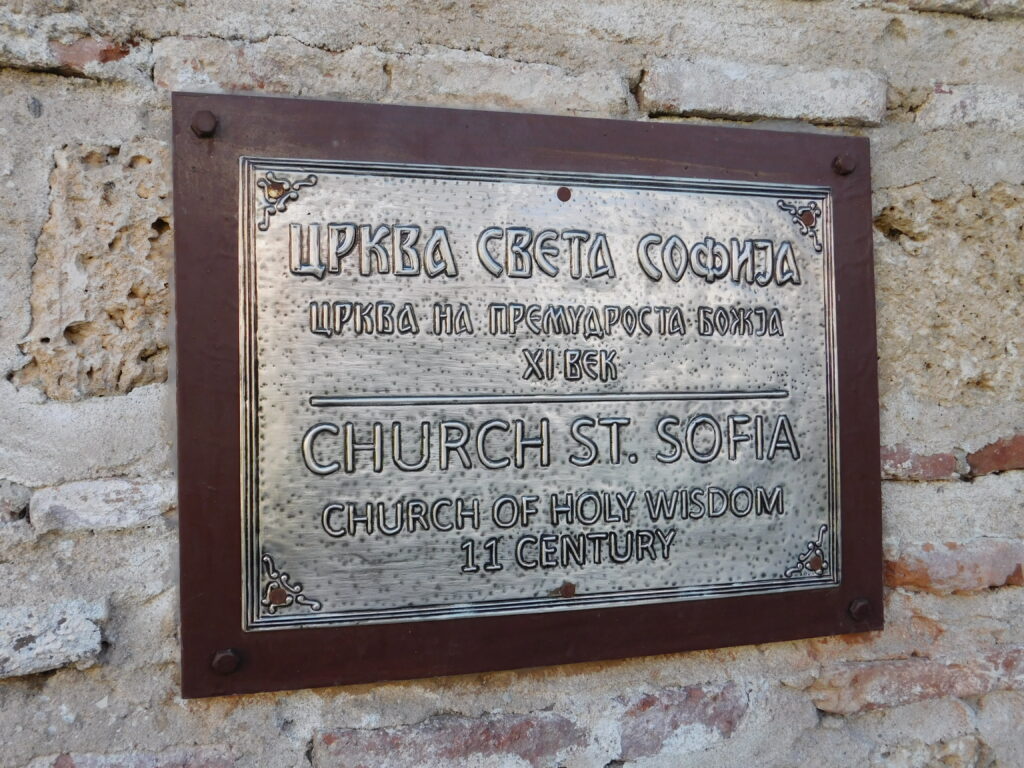 ЦРКВА СВЕТА СОФИЈА
ЦРКВА НА ПРЕМУДРОСТА БОЖЈА
XI ВЕК
CHURCH ST. SOFIA
CHURCH OF HOLY WISDOM
11 CENTURY